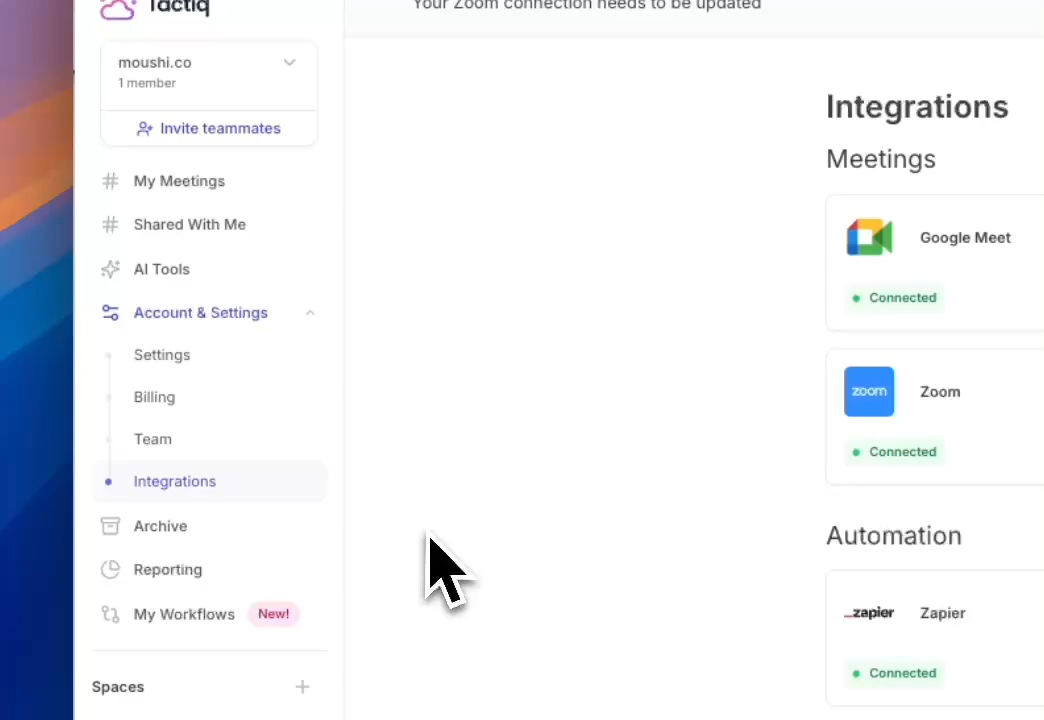 Tactiq
Your Zoom connection needs to be updated
moushi.co
1 member
Invite teammates
My Meetings
Shared With Me
AI Tools
Account & Settings
Settings
Billing
Team
Integrations
Archive
Reporting
My Workflows New!
Spaces
Integrations
Meetings
Google Meet
Connected
zoom Zoom
Connected
Automation
zapier Zapier
Connected